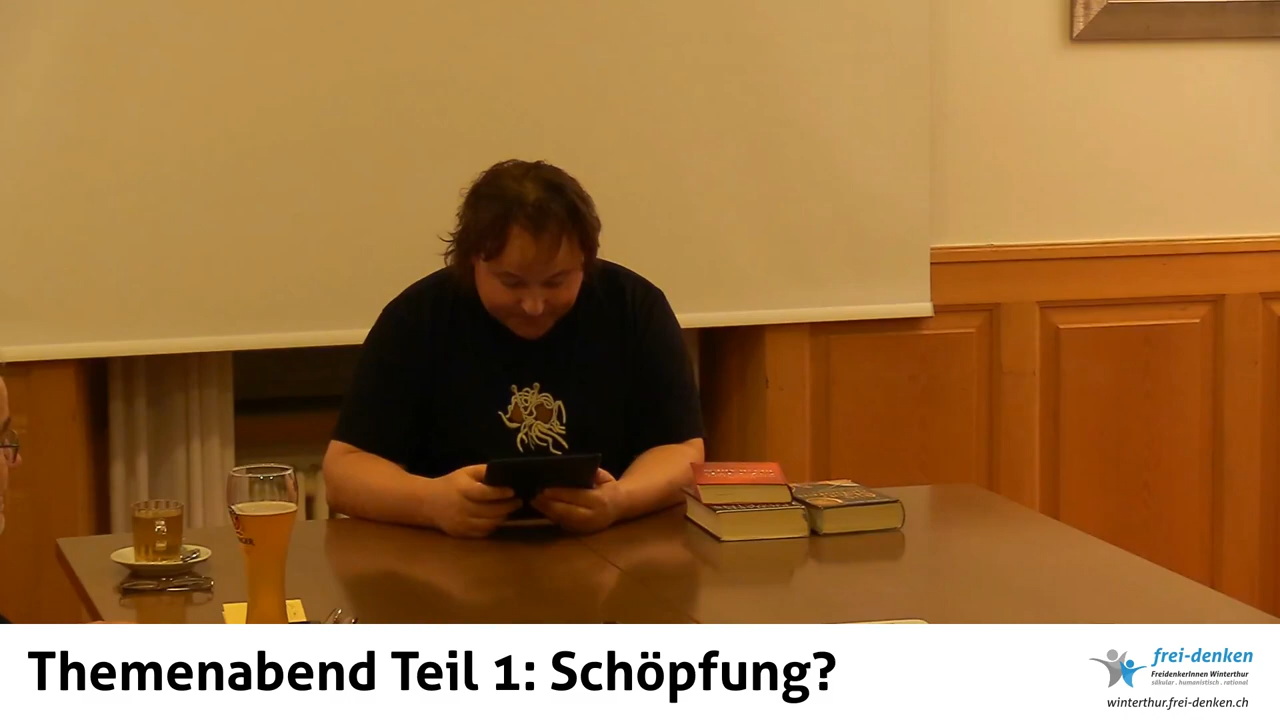 Themenabend Teil 1: Schöpfung?
frei-denken
FreidenkerInnen Winterthur
säkular . humanistisch . rational
winterthur.frei-denken.ch